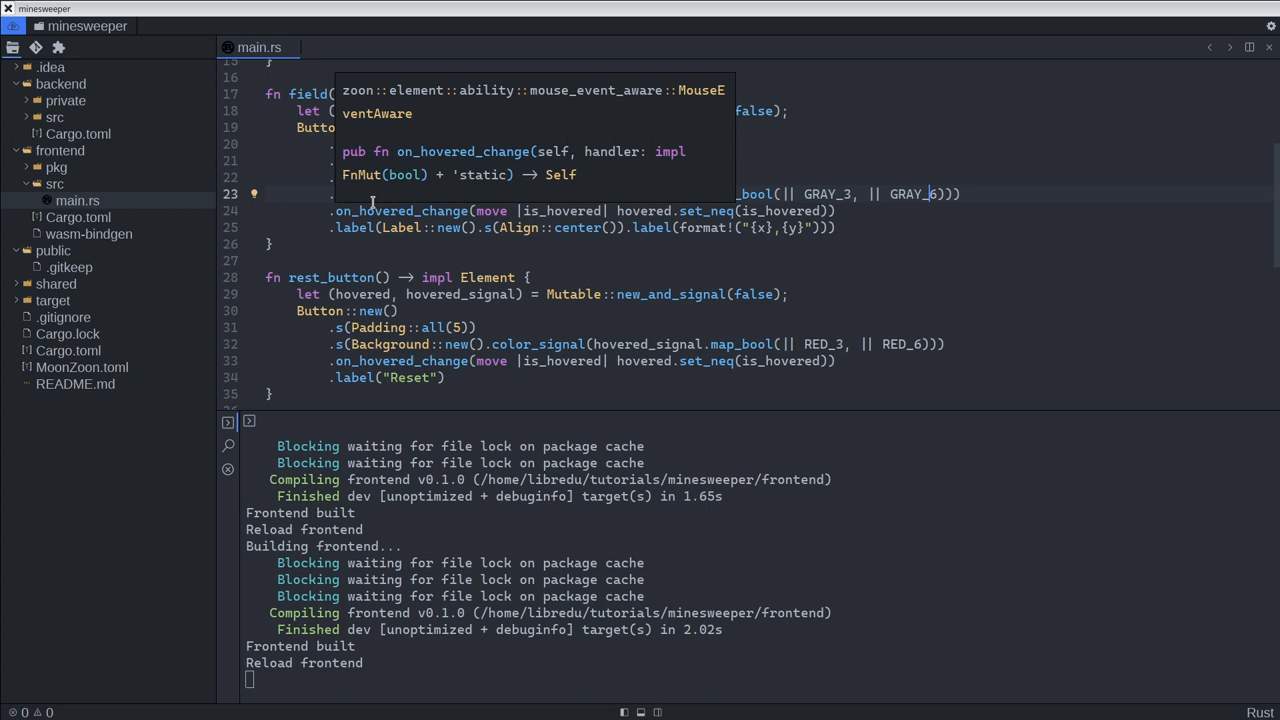 minesweeper
minesweeper
main.rs
.idea
backend
private
src
Cargo.toml
frontend
pkg
src
main.rs
Cargo.toml
wasm-bindgen
public
.gitkeep
shared
target
.gitignore
Cargo.lock
Cargo.toml
MoonZoon.toml
README.md
15 }
16
17 fn field(
18 let ( false);
19 Butto
20 .
21 .
22 .
23 . _bool(|| GRAY_3, || GRAY_6)))
24 .on_hovered_change(move |is_hovered| hovered.set_neq(is_hovered))
25 .label(Label::new().s(Align::center()).label(format!("{x},{y}")))
26 }
27
28 fn rest_button() -> impl Element {
29 let (hovered, hovered_signal) = Mutable::new_and_signal(false);
30 Button::new()
31 .s(Padding::all(5))
32 .s(Background::new().color_signal(hovered_signal.map_bool(|| RED_3, || RED_6)))
33 .on_hovered_change(move |is_hovered| hovered.set_neq(is_hovered))
34 .label("Reset")
35 }
zoon::element::ability::mouse_event_aware::MouseE
ventAware
pub fn on_hovered_change(self, handler: impl
FnMut(bool) + 'static) -> Self
Blocking waiting for file lock on package cache
Blocking waiting for file lock on package cache
Compiling frontend v0.1.0 (/home/libredu/tutorials/minesweeper/frontend)
Finished dev [unoptimized + debuginfo] target(s) in 1.65s
Frontend built
Reload frontend
Building frontend...
Blocking waiting for file lock on package cache
Blocking waiting for file lock on package cache
Blocking waiting for file lock on package cache
Compiling frontend v0.1.0 (/home/libredu/tutorials/minesweeper/frontend)
Finished dev [unoptimized + debuginfo] target(s) in 2.02s
Frontend built
Reload frontend
0 0
Rust